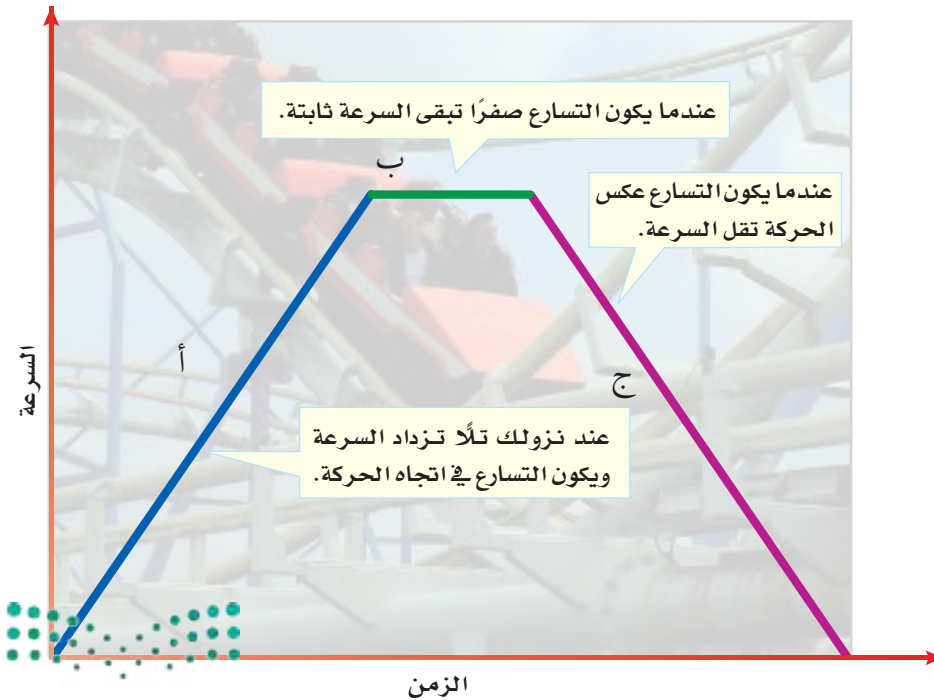 عندما يكون التسارع صفرًا تبقى السرعة ثابتة.
ب
عندما يكون التسارع عكس
الحركة تقل السرعة.
أ
السرعة
ج
عند نزولك تلًّا تزداد السرعة
ويكون التسارع في اتجاه الحركة.
الزمن